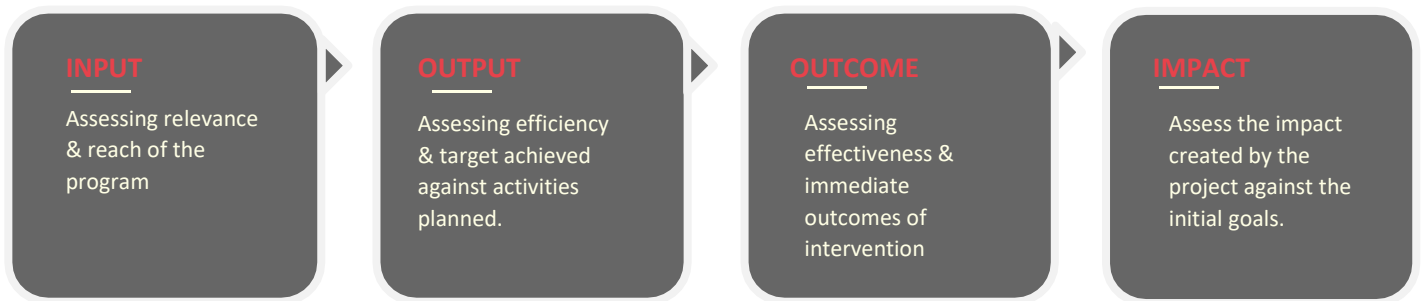 INPUT
Assessing relevance
& reach of the
program
OUTPUT
Assessing efficiency
& target achieved
against activities
planned.
OUTCOME
Assessing
effectiveness &
immediate
outcomes of
intervention
IMPACT
Assess the impact
created by the
project against the
initial goals.